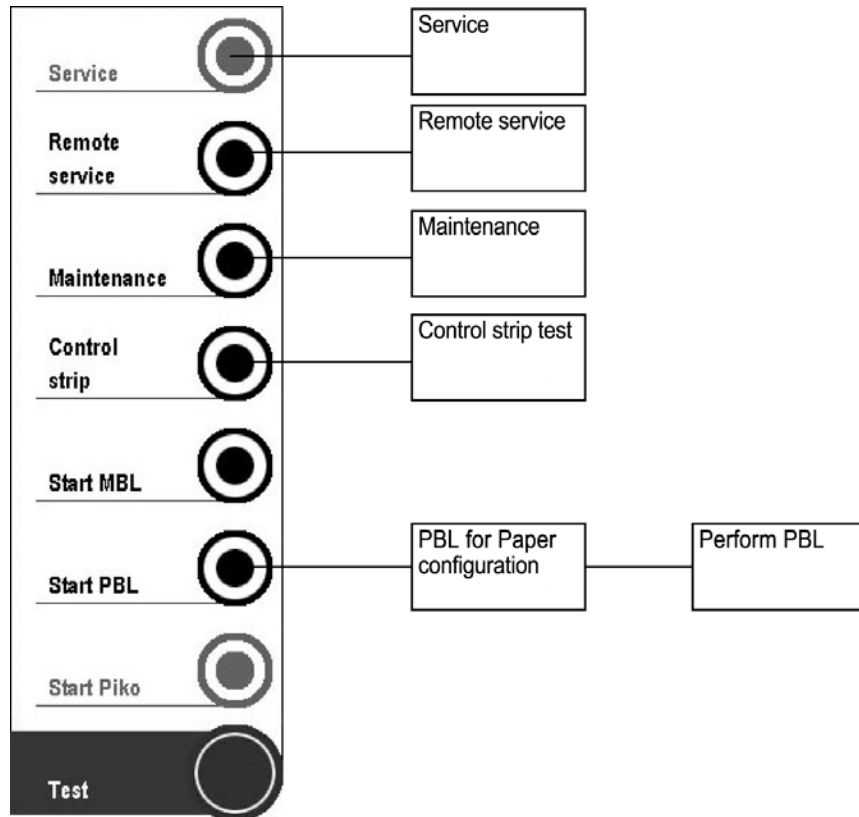 Service
Service
Remote
service
Remote service
Maintenance
Maintenance
Control
strip
Control strip test
Start MBL
Start PBL
PBL for Paper
configuration
Perform PBL
Start Piko
Test